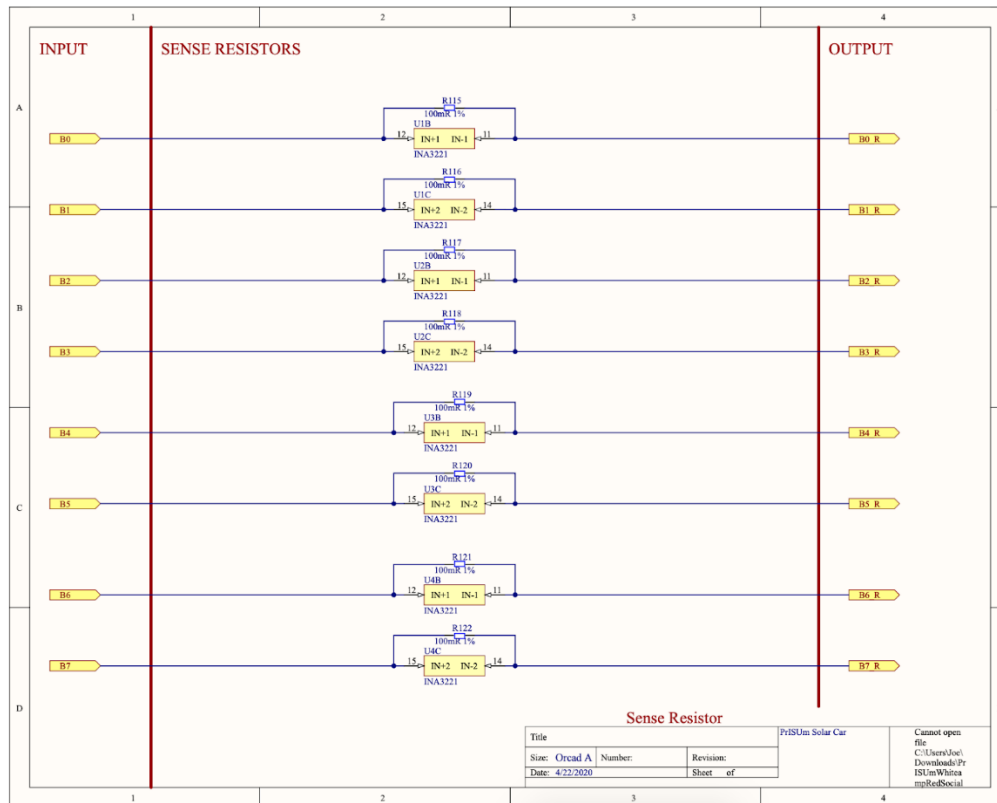 1 2 3 4
INPUT SENSE RESISTORS OUTPUT
A
R115
100mR 1%
U1B
B0 12 IN+1 IN-1 11 B0_R
INA3221
R116
100mR 1%
U1C
B1 15 IN+2 IN-2 14 B1_R
INA3221
R117
100mR 1%
U2B
B2 12 IN+1 IN-1 11 B2_R
INA3221
B
R118
100mR 1%
U2C
B3 15 IN+2 IN-2 14 B3_R
INA3221
R119
100mR 1%
U3B
B4 12 IN+1 IN-1 11 B4_R
INA3221
R120
100mR 1%
U3C
B5 15 IN+2 IN-2 14 B5_R
C
INA3221
R121
100mR 1%
U4B
B6 12 IN+1 IN-1 11 B6_R
INA3221
R122
100mR 1%
U4C
B7 15 IN+2 IN-2 14 B7_R
INA3221
D
Sense Resistor
Title
Size: Orcad A Number: Revision:
Date: 4/22/2020 Sheet of
PrISUm Solar Car
Cannot open
file
C:\Users\Joe\
Downloads\Pr
ISUmWhitea
mpRedSocial
1 2 3 4